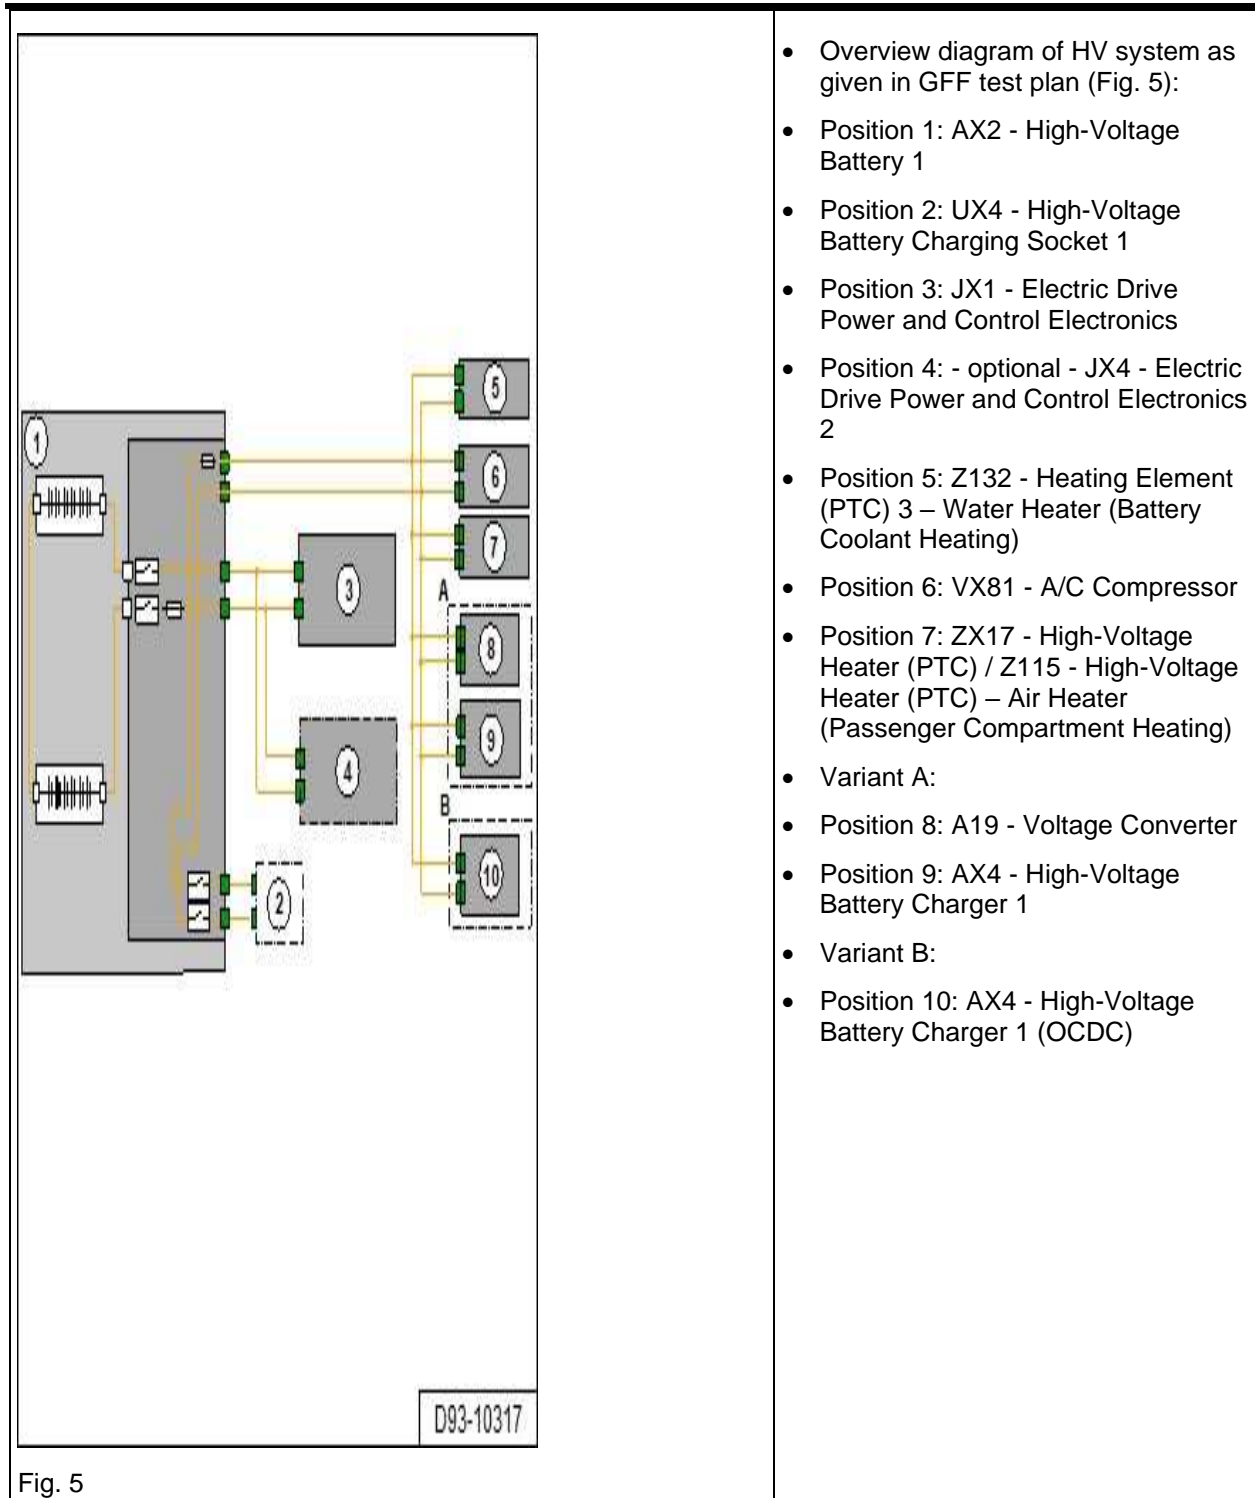 1
5
6
7
3
A
8
9
4
B
10
2
D93-10317
Fig. 5
• Overview diagram of HV system as
given in GFF test plan (Fig. 5):
• Position 1: AX2 - High-Voltage
Battery 1
• Position 2: UX4 - High-Voltage
Battery Charging Socket 1
• Position 3: JX1 - Electric Drive
Power and Control Electronics
• Position 4: - optional - JX4 - Electric
Drive Power and Control Electronics
2
• Position 5: Z132 - Heating Element
(PTC) 3 – Water Heater (Battery
Coolant Heating)
• Position 6: VX81 - A/C Compressor
• Position 7: ZX17 - High-Voltage
Heater (PTC) / Z115 - High-Voltage
Heater (PTC) – Air Heater
(Passenger Compartment Heating)
• Variant A:
• Position 8: A19 - Voltage Converter
• Position 9: AX4 - High-Voltage
Battery Charger 1
• Variant B:
• Position 10: AX4 - High-Voltage
Battery Charger 1 (OCDC)